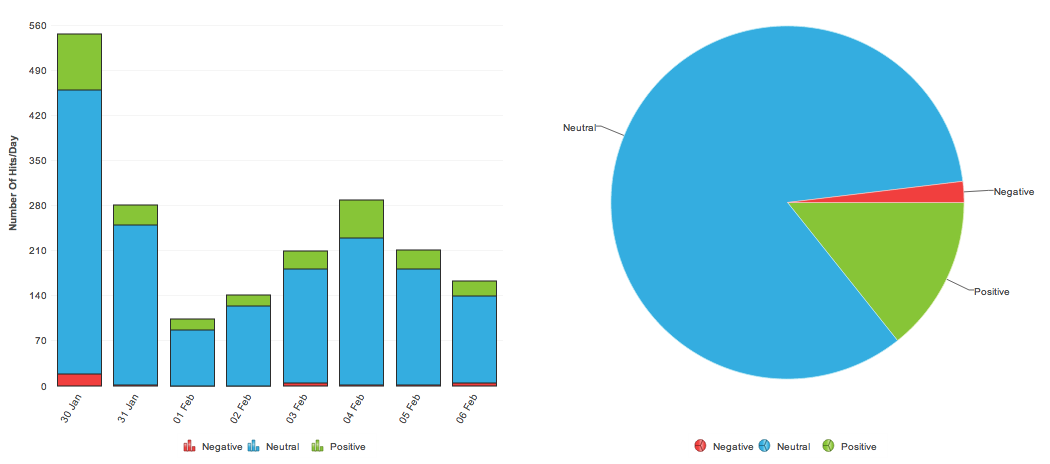 Number Of Hits/Day
560
490
420
350
280
210
140
70
0
30 Jan
31 Jan
01 Feb
02 Feb
03 Feb
04 Feb
05 Feb
06 Feb
Negative Neutral Positive
Neutral
Negative
Positive
Negative Neutral Positive